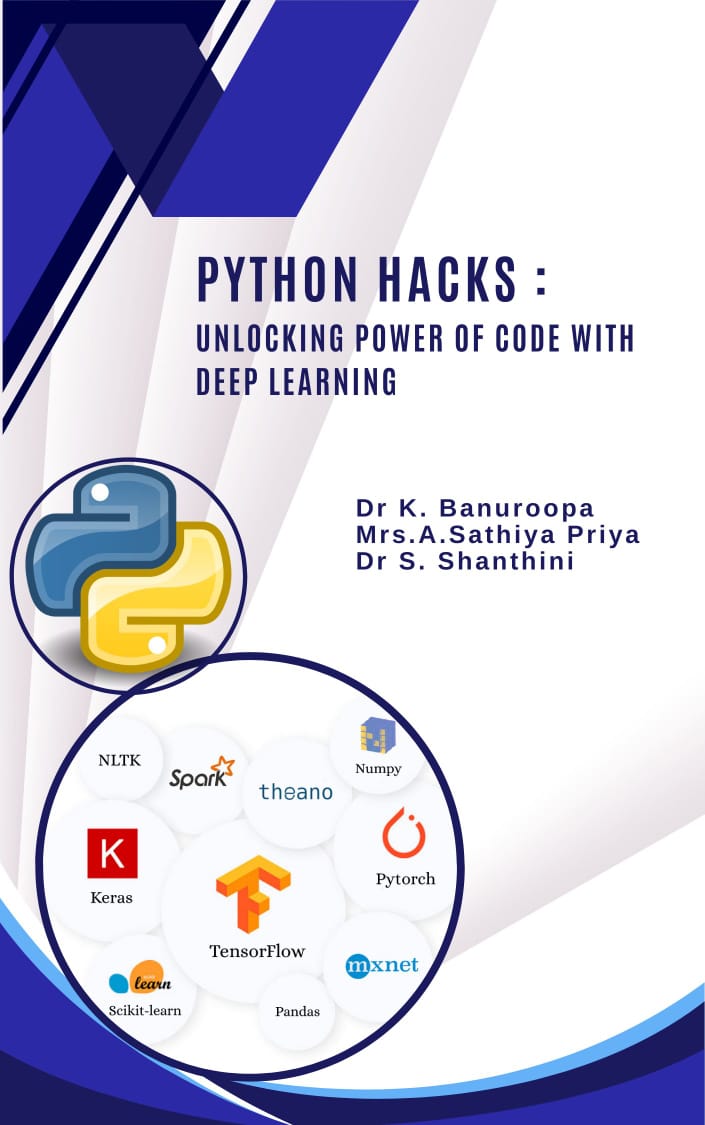 PYTHON HACKS :
UNLOCKING POWER OF CODE WITH
DEEP LEARNING
Dr K. Banuroopa
Mrs.A.Sathiya Priya
Dr S. Shanthini
NLTK
Spark
theano
Numpy
K
Keras
TensorFlow
Pytorch
learn
Scikit-learn
mxnet
Pandas